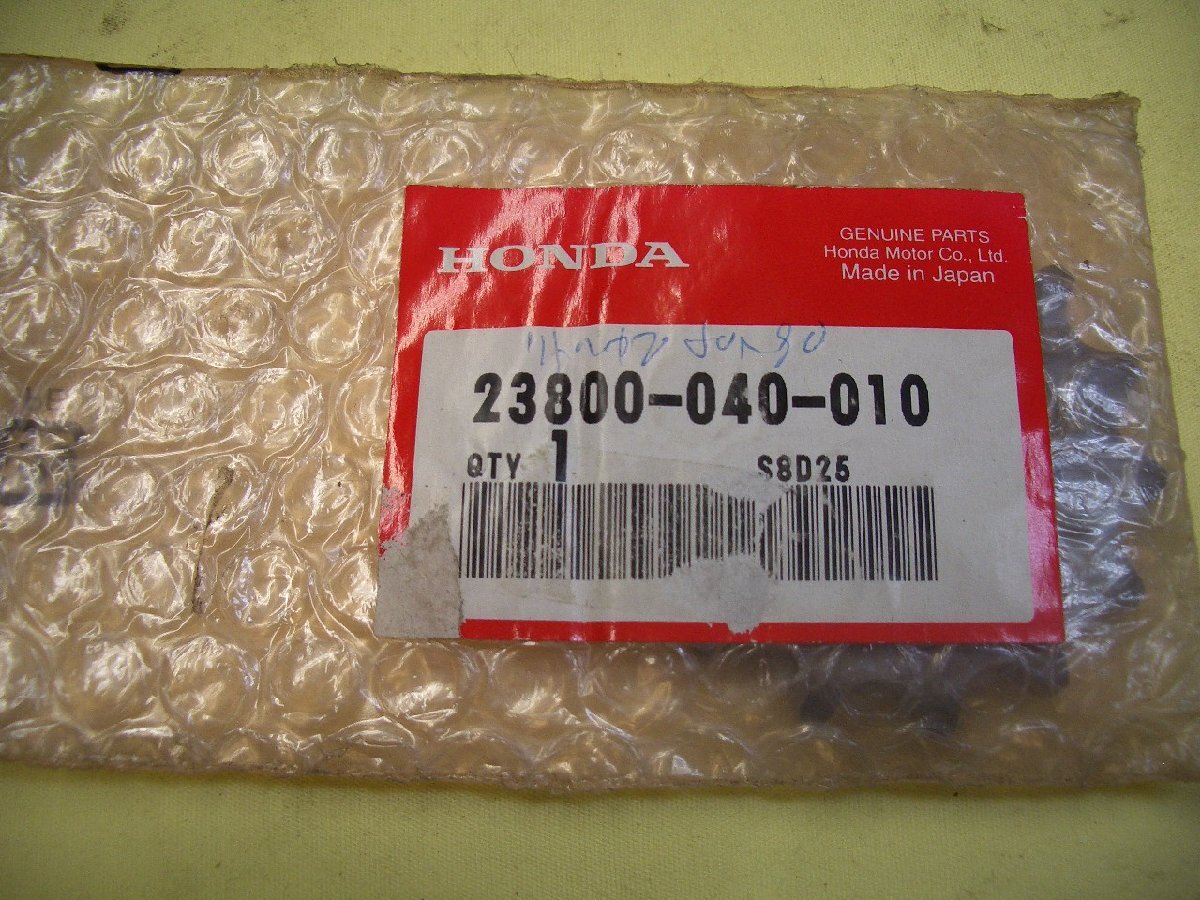 HONDA
GENUINE PARTS
Honda Motor Co., Ltd.
Made in Japan
23800-040-010
QTY 1 S8D25